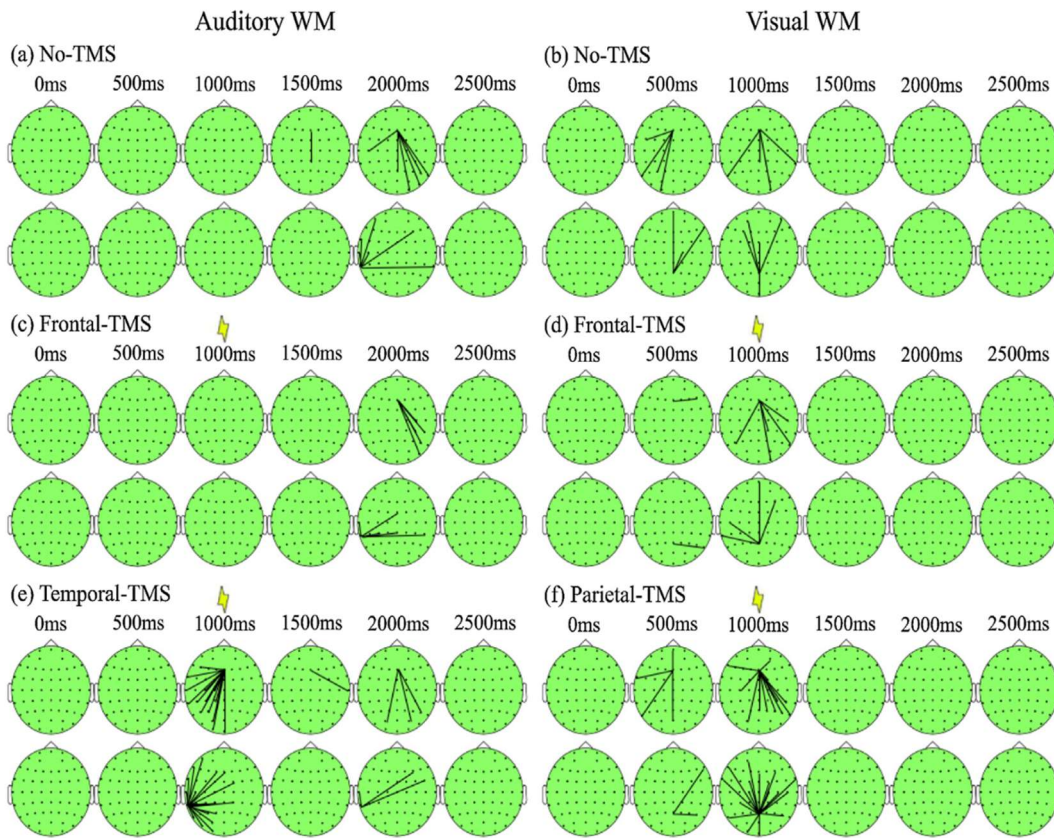 Auditory WM Visual WM
(a) No-TMS (b) No-TMS
0ms 500ms 1000ms 1500ms 2000ms 2500ms 0ms 500ms 1000ms 1500ms 2000ms 2500ms
(c) Frontal-TMS (d) Frontal-TMS
0ms 500ms 1000ms 1500ms 2000ms 2500ms 0ms 500ms 1000ms 1500ms 2000ms 2500ms
(e) Temporal-TMS (f) Parietal-TMS
0ms 500ms 1000ms 1500ms 2000ms 2500ms 0ms 500ms 1000ms 1500ms 2000ms 2500ms